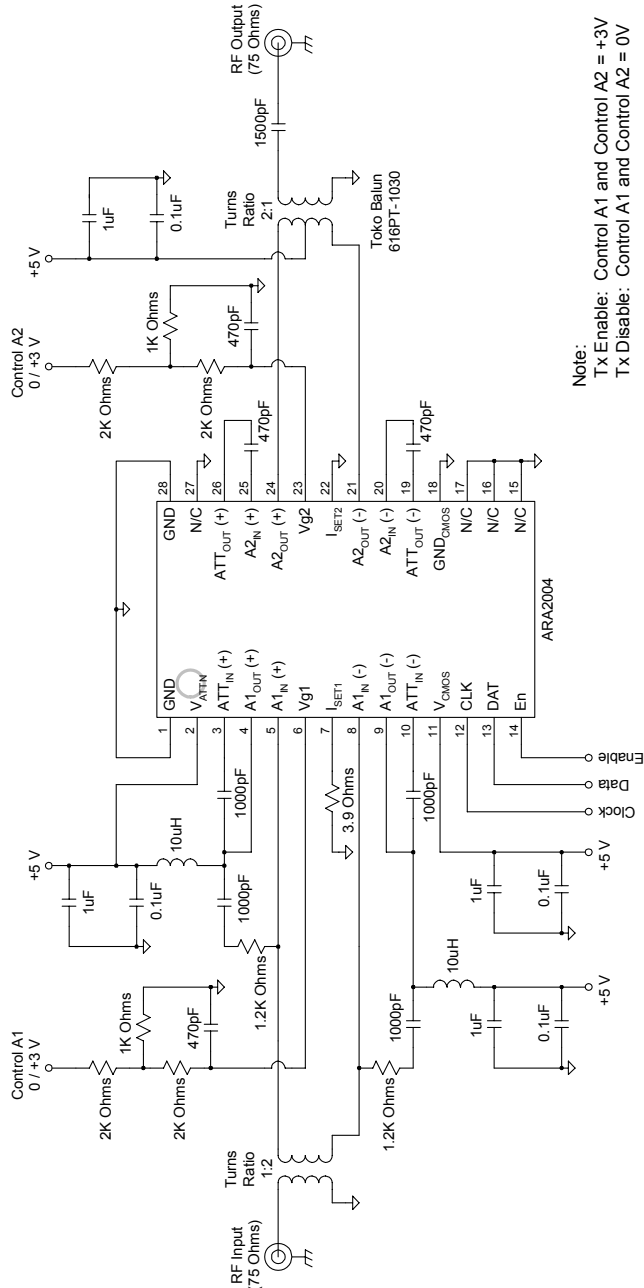 Control A1
0 / +3 V
2K Ohms
1K Ohms
2K Ohms
470pF
RF Input
(75 Ohms)
Turns
Ratio
1:2
+5 V
1uF
0.1uF
10uH
1000pF
1.2K Ohms
1000pF
3.9 Ohms
1000pF
1000pF
1.2K Ohms
10uH
1uF
0.1uF
+5 V
1uF
0.1uF
+5 V
Clock
Data
Enable
1 GND
2 VATTN
3 ATTIN (+)
4 A1OUT (+)
5 A1IN (+)
6 Vg1
7 ISET1
8 A1IN (-)
9 A1OUT (-)
10 ATTIN (-)
11 VCMOS
12 CLK
13 DAT
14 En
GND 28
N/C 27
ATTOUT (+) 26
A2IN (+) 25
A2OUT (+) 24
Vg2 23
ISET2 22
A2OUT (-) 21
A2IN (-) 20
ATTOUT (-) 19
GNDCMOS 18
N/C 17
N/C 16
N/C 15
ARA2004
470pF
470pF
Control A2
0 / +3 V
2K Ohms
1K Ohms
2K Ohms
470pF
+5 V
1uF
0.1uF
Turns
Ratio
2:1
Toko Balun
616PT-1030
1500pF
RF Output
(75 Ohms)
Note:
Tx Enable: Control A1 and Control A2 = +3V
Tx Disable: Control A1 and Control A2 = 0V